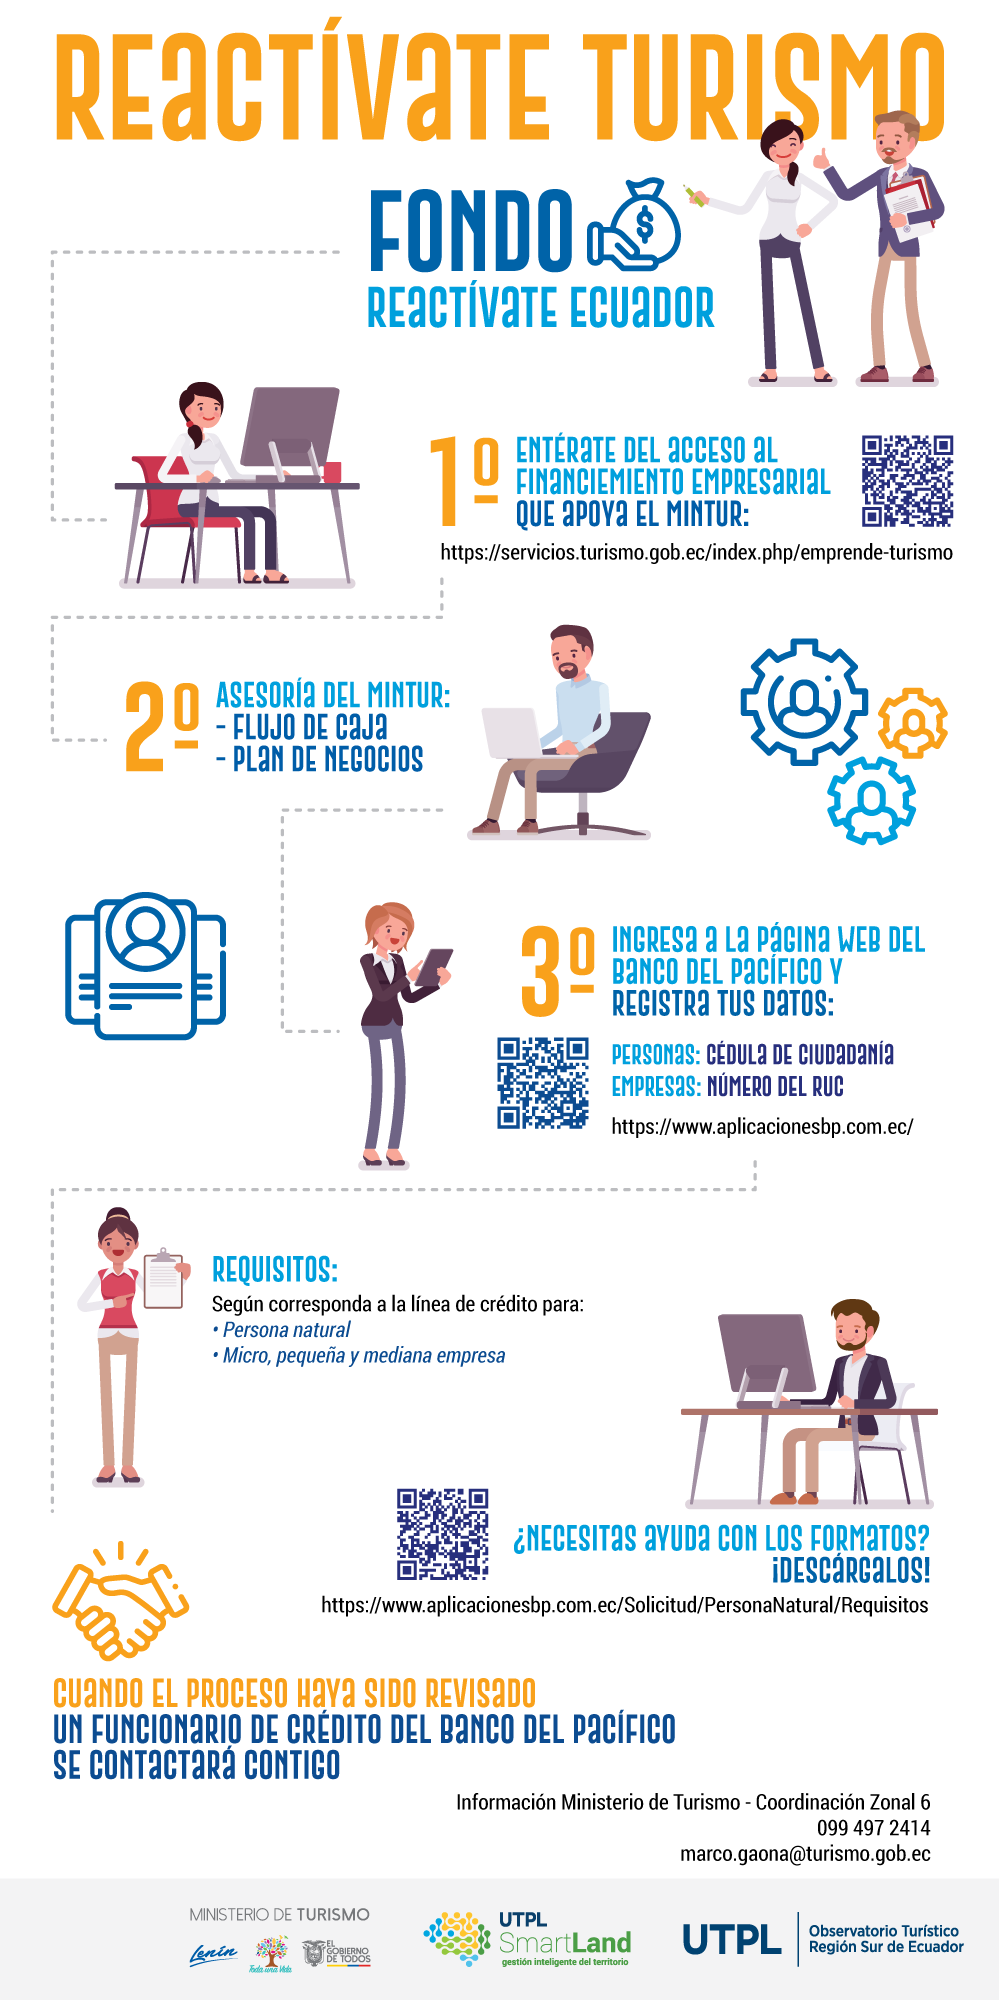 REACTÍVATE TURISMO
FONDO
$
REACTÍVATE ECUADOR
1º
ENTÉRATE DEL ACCESO AL
FINANCIEMIENTO EMPRESARIAL
QUE APOYA EL MINTUR:
https://servicios.turismo.gob.ec/index.php/emprende-turismo
2º
ASESORÍA DEL MINTUR:
- FLUJO DE CAJA
- PLAN DE NEGOCIOS
3º
INGRESA A LA PÁGINA WEB DEL
BANCO DEL PACÍFICO Y
REGISTRA TUS DATOS:
PERSONAS: CÉDULA DE CIUDADANÍA
EMPRESAS: NÚMERO DEL RUC
https://www.aplicacionesbp.com.ec/
REQUISITOS:
Según corresponda a la línea de crédito para:
• Persona natural
• Micro, pequeña y mediana empresa
¿NECESITAS AYUDA CON LOS FORMATOS?
¡DESCÁRGALOS!
https://www.aplicacionesbp.com.ec/Solicitud/PersonaNatural/Requisitos
CUANDO EL PROCESO HAYA SIDO REVISADO
UN FUNCIONARIO DE CRÉDITO DEL BANCO DEL PACÍFICO
SE CONTACTARÁ CONTIGO
Información Ministerio de Turismo - Coordinación Zonal 6
099 497 2414
marco.gaona@turismo.gob.ec
MINISTERIO DE TURISMO
Lenín
Toda una Vida
EL
GOBIERNO
DE TODOS
UTPL
SmartLand
gestión inteligente del territorio
UTPL
Observatorio Turístico
Región Sur de Ecuador